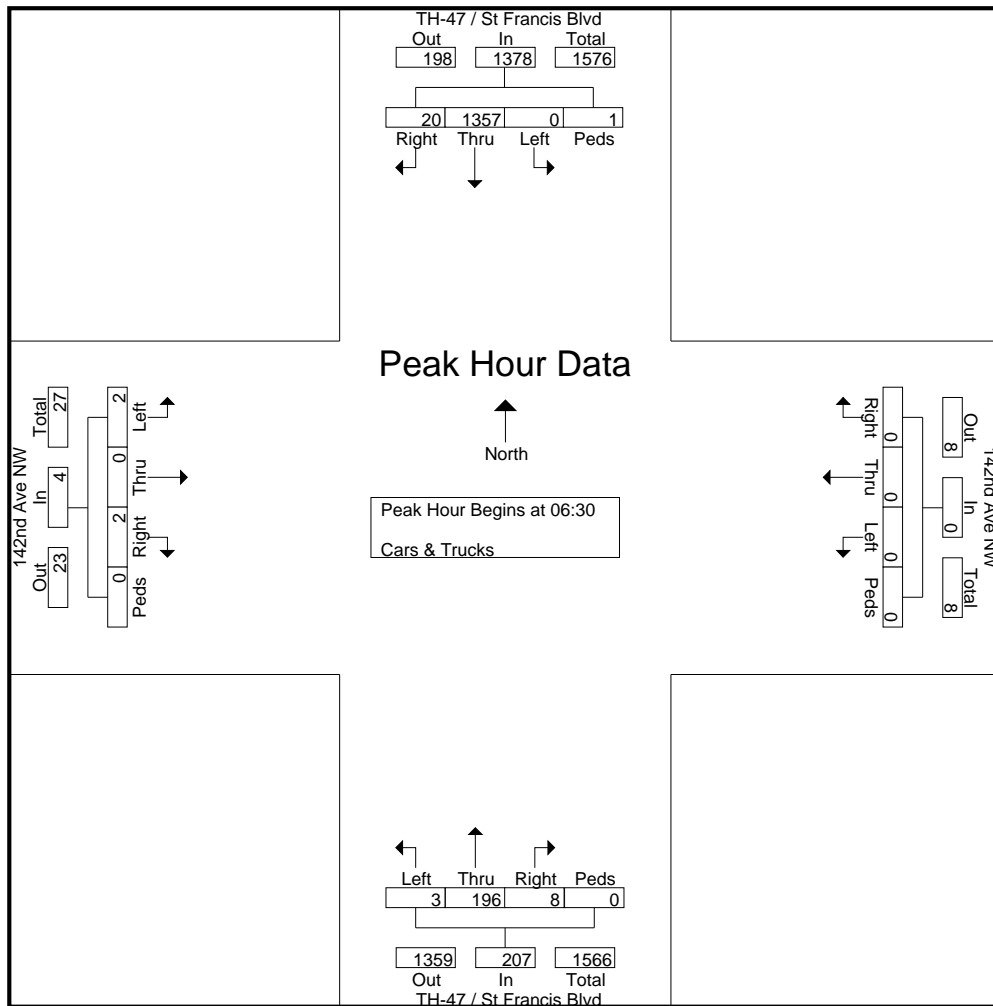 TH-47 / St Francis Blvd
Out In Total
198 1378 1576
20 1357 0 1
Right Thru Left Peds
Peak Hour Data
North
Peak Hour Begins at 06:30
Cars & Trucks
142nd Ave NW
Total In Out
27 4 23
2 0 2 0
Left Thru Right Peds
Right Thru Left Peds
0 0 0 0
Out In Total
8 0 8
142nd Ave NW
Left Thru Right Peds
3 196 8 0
1359 207 1566
Out In Total
TH-47 / St Francis Blvd